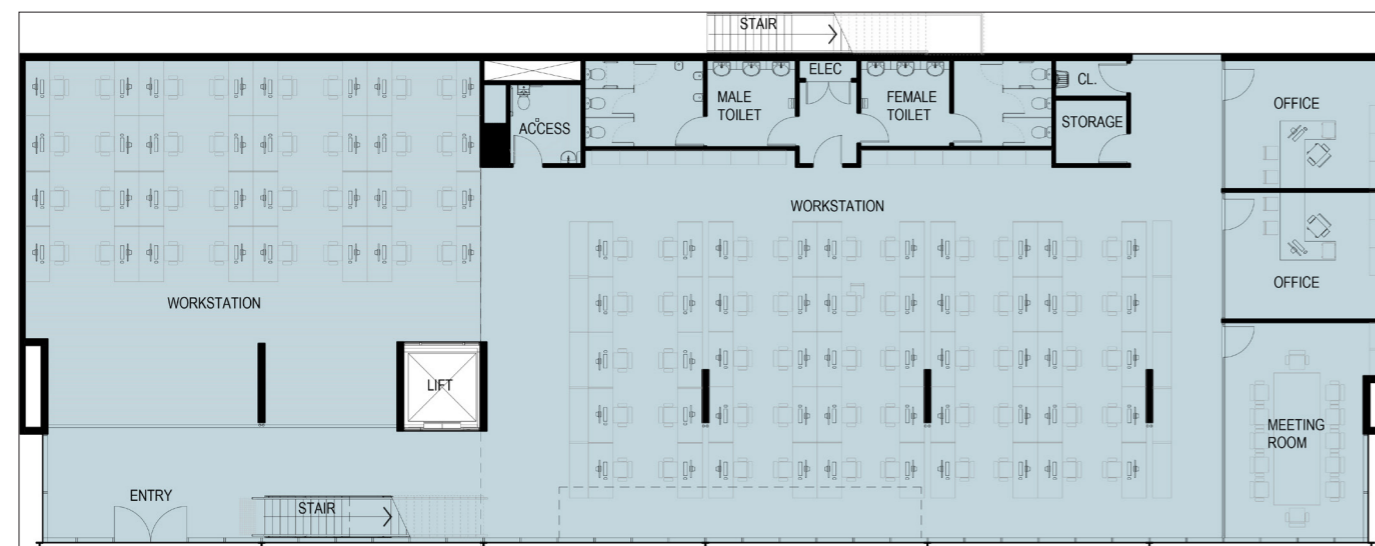 STAIR
ELEC
CL.
MALE
TOILET
FEMALE
TOILET
OFFICE
ACCESS
STORAGE
WORKSTATION
OFFICE
WORKSTATION
LIFT
MEETING
ROOM
ENTRY
STAIR